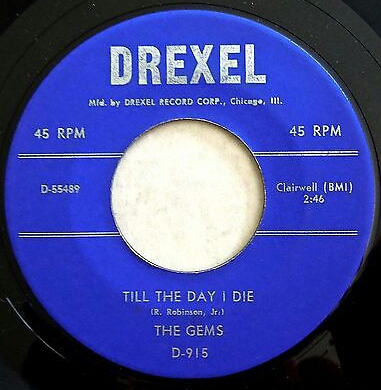 DREXEL
Mfd. by DREXEL RECORD CORP., Chicago, Ill.
45 RPM 45 RPM
D-55489 Clairwell (BMI)
2:46
TILL THE DAY I DIE
(R. Robinson, Jr.)
THE GEMS
D-915